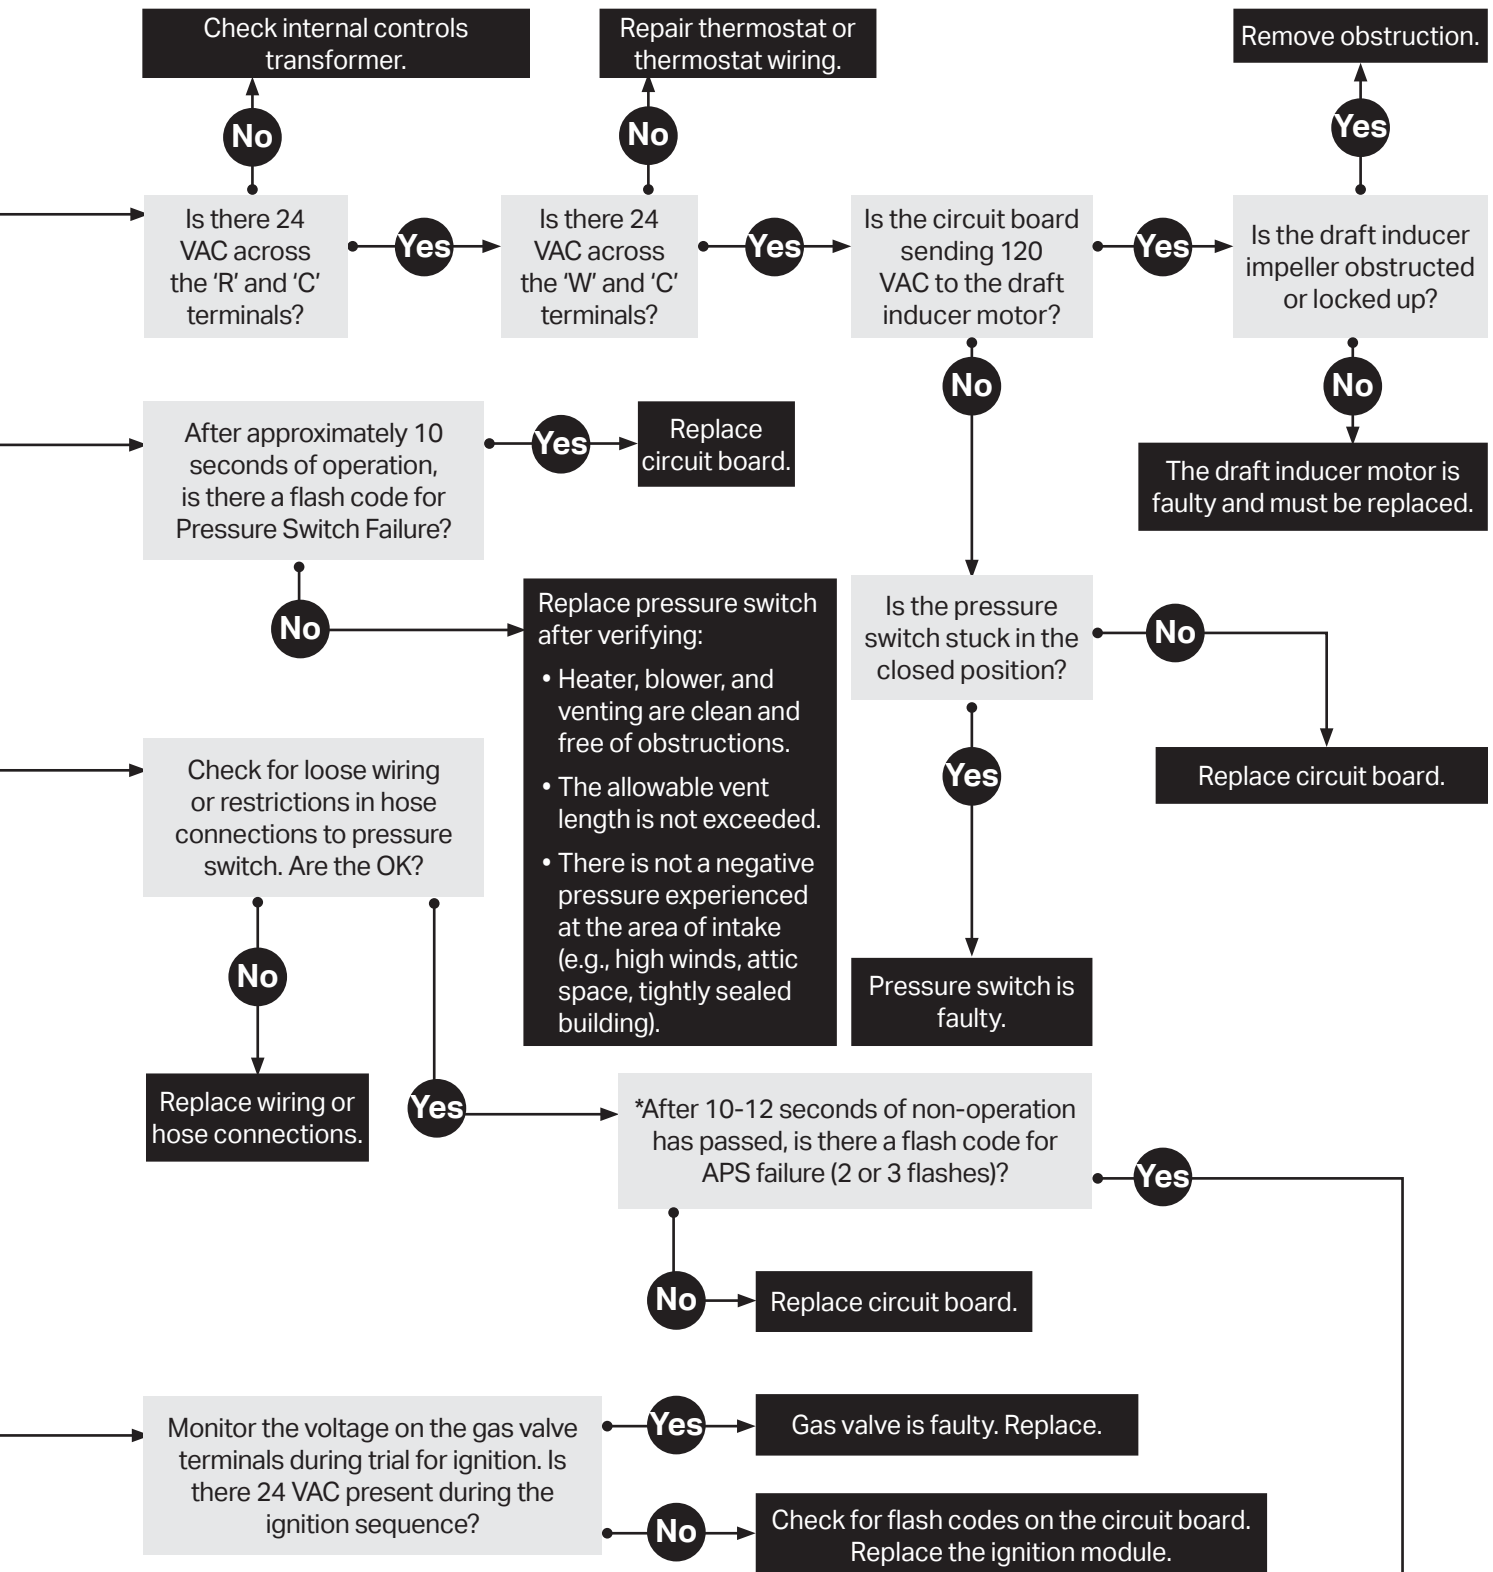 Check internal controls
transformer.
Repair thermostat or
thermostat wiring.
Remove obstruction.
No
No
Yes
Is there 24
VAC across
the ‘R’ and ‘C’
terminals?
Yes
Is there 24
VAC across
the ‘W’ and ‘C’
terminals?
Yes
Is the circuit board
sending 120
VAC to the draft
inducer motor?
Yes
Is the draft inducer
impeller obstructed
or locked up?
No
No
After approximately 10
seconds of operation,
is there a flash code for
Pressure Switch Failure?
Yes
Replace
circuit board.
The draft inducer motor is
faulty and must be replaced.
No
Replace pressure switch
after verifying:
• Heater, blower, and
venting are clean and
free of obstructions.
• The allowable vent
length is not exceeded.
• There is not a negative
pressure experienced
at the area of intake
(e.g., high winds, attic
space, tightly sealed
building).
Is the pressure
switch stuck in the
closed position?
No
Yes
Replace circuit board.
Pressure switch is
faulty.
Check for loose wiring
or restrictions in hose
connections to pressure
switch. Are the OK?
No
Replace wiring or
hose connections.
Yes
*After 10-12 seconds of non-operation
has passed, is there a flash code for
APS failure (2 or 3 flashes)?
Yes
No
Replace circuit board.
Monitor the voltage on the gas valve
terminals during trial for ignition. Is
there 24 VAC present during the
ignition sequence?
Yes
Gas valve is faulty. Replace.
No
Check for flash codes on the circuit board.
Replace the ignition module.